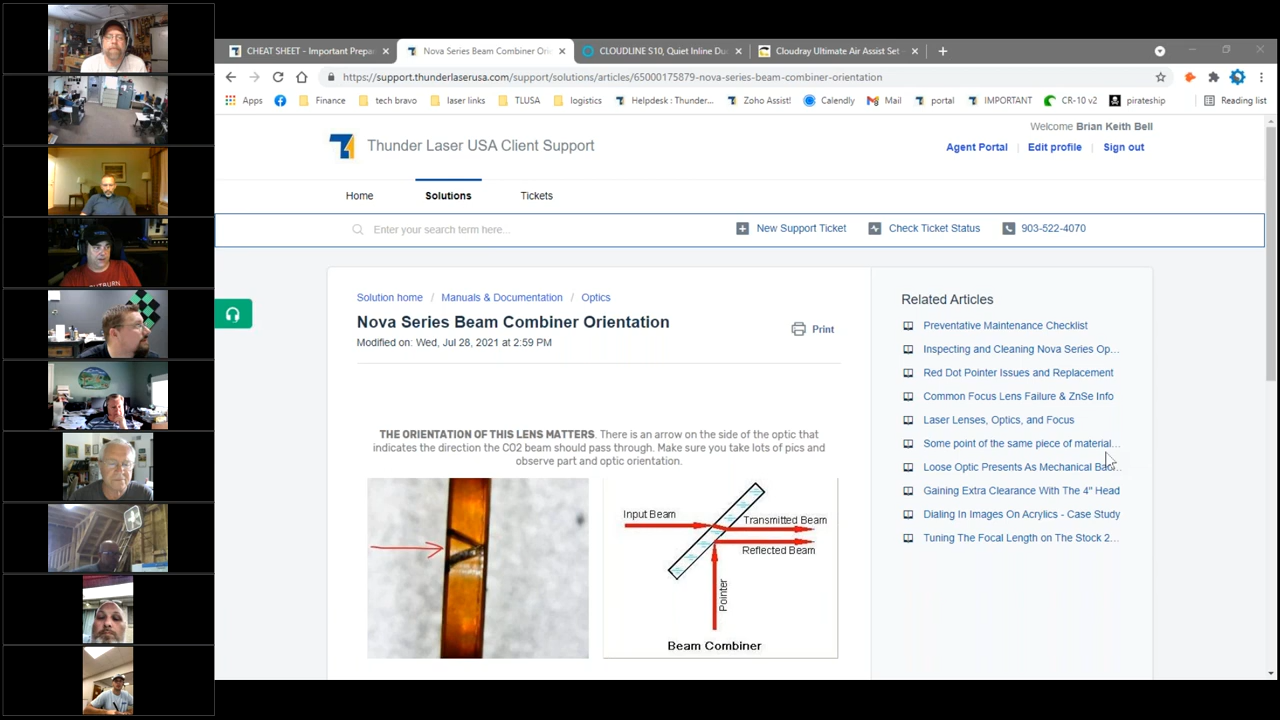 CHEAT SHEET - Important Prepar
Nova Series Beam Combiner Orie
CLOUDLINE S10, Quiet Inline Du
Cloudray Ultimate Air Assist Set -
https://support.thunderlaserusa.com/support/solutions/articles/65000175879-nova-series-beam-combiner-orientation
Apps
Finance
tech bravo
laser links
TLUSA
logistics
Helpdesk : Thunder...
Zoho Assist!
Calendly
Mail
portal
IMPORTANT
CR-10 v2
pirateship
Reading list
Welcome Brian Keith Bell
Thunder Laser USA Client Support
Agent Portal
Edit profile
Sign out
Home
Solutions
Tickets
Enter your search term here...
New Support Ticket
Check Ticket Status
903-522-4070
Solution home / Manuals & Documentation / Optics
Nova Series Beam Combiner Orientation
Modified on: Wed, Jul 28, 2021 at 2:59 PM
Print
THE ORIENTATION OF THIS LENS MATTERS. There is an arrow on the side of the optic that
indicates the direction the CO2 beam should pass through. Make sure you take lots of pics and
observe part and optic orientation.
Input Beam
Transmitted Beam
Reflected Beam
Pointer
Beam Combiner
Related Articles
Preventative Maintenance Checklist
Inspecting and Cleaning Nova Series Op...
Red Dot Pointer Issues and Replacement
Common Focus Lens Failure & ZnSe Info
Laser Lenses, Optics, and Focus
Some point of the same piece of material...
Loose Optic Presents As Mechanical Bac...
Gaining Extra Clearance With The 4" Head
Dialing In Images On Acrylics - Case Study
Tuning The Focal Length on The Stock 2...